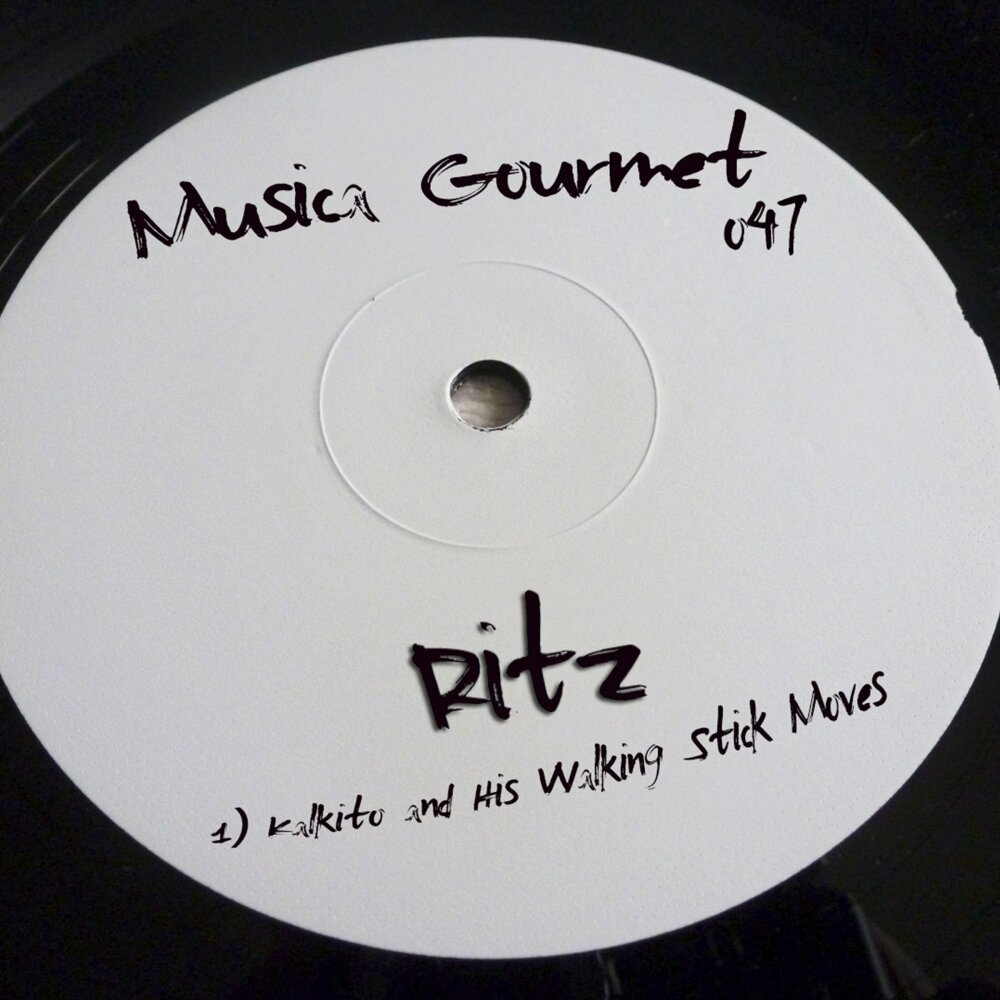 Musica Gourmet
047
Ritz
1) Kalkito and His Walking Stick Moves